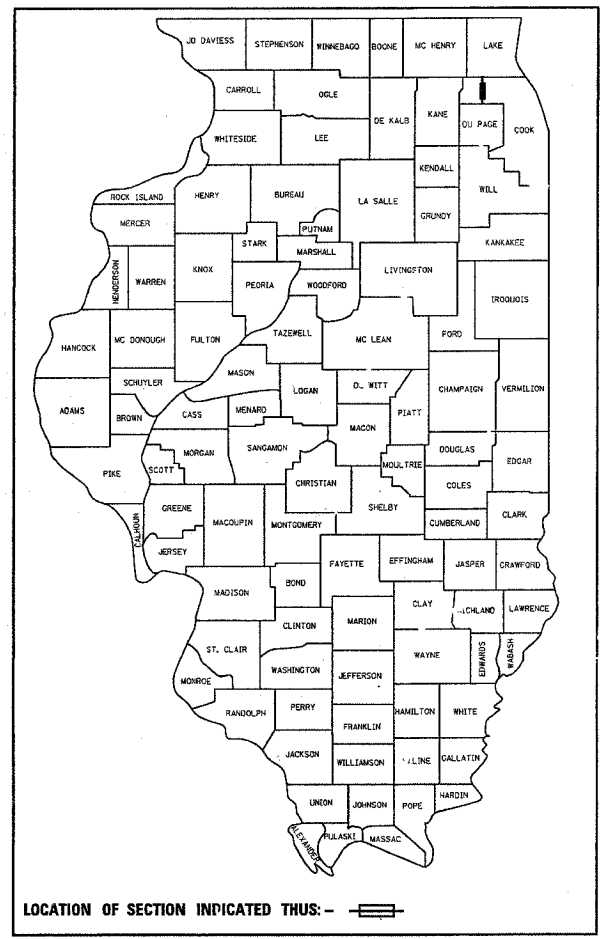 JO DAVIESS
STEPHENSON
WINNEBAGO
BOONE
MC HENRY
LAKE
CARROLL
OGLE
DE KALB
KANE
DU PAGE
COOK
WHITESIDE
LEE
KENDALL
WILL
ROCK ISLAND
HENRY
BUREAU
LA SALLE
GRUNDY
MERCER
PUTNAM
KANKAKEE
STARK
MARSHALL
HENDERSON
WARREN
KNOX
PEORIA
WOODFORD
LIVINGSTON
IROQUOIS
HANCOCK
MC DONOUGH
FULTON
TAZEWELL
MC LEAN
FORD
MASON
SCHUYLER
LOGAN
CHAMPAIGN
VERMILION
ADAMS
BROWN
CASS
MENARD
WITT
PIATT
MACON
MORGAN
SANGAMON
DOUGLAS
EDGAR
PIKE
SCOTT
CHRISTIAN
MOULTRIE
COLES
GREENE
MACOUPIN
MONTGOMERY
SHELBY
CUMBERLAND
CLARK
CALHOUN
JERSEY
FAYETTE
EFFINGHAM
JASPER
CRAWFORD
MADISON
BOND
CLAY
LAWRENCE
CLINTON
MARION
ST. CLAIR
WAYNE
EDWARDS
WABASH
MONROE
WASHINGTON
JEFFERSON
RANDOLPH
PERRY
HAMILTON
WHITE
FRANKLIN
JACKSON
WILLIAMSON
GALLATIN
UNION
JOHNSON
POPE
HARDIN
ALEXANDER
PULASKI
MASSAC
LOCATION OF SECTION INDICATED THUS: -